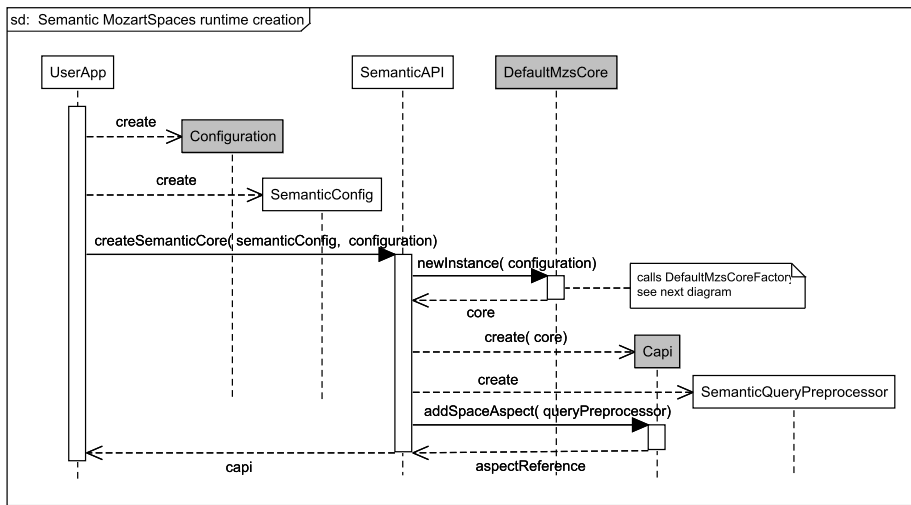 sd: Semantic MozartSpaces runtime creation
UserApp
SemanticAPI
DefaultMzsCore
create
Configuration
create
SemanticConfig
createSemanticCore( semanticConfig, configuration)
newInstance( configuration)
calls DefaultMzsCoreFactory
see next diagram
core
create( core)
Capi
create
SemanticQueryPreprocessor
addSpaceAspect( queryPreprocessor)
capi
aspectReference